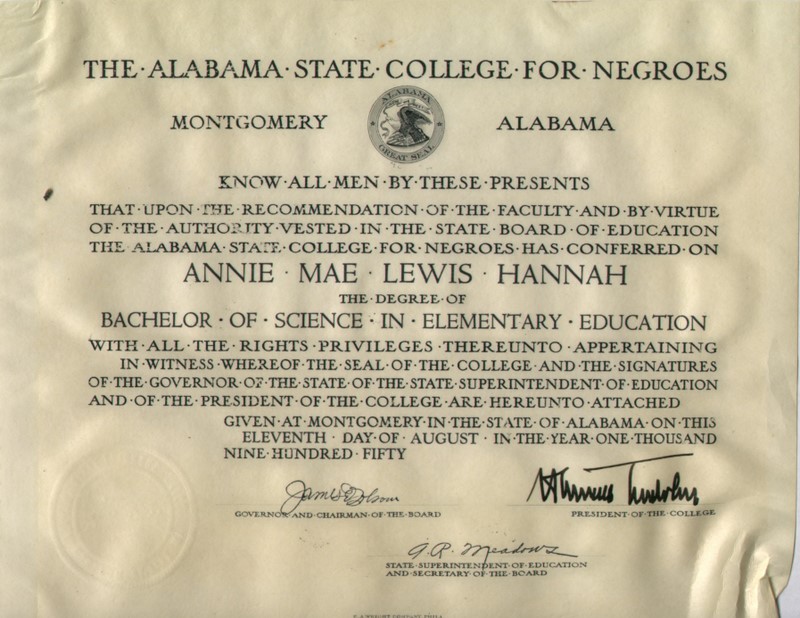 THE·ALABAMA·STATE·COLLEGE·FOR·NEGROES
MONTGOMERY ALABAMA
ALABAMA
GREAT SEAL
KNOW·ALL·MEN·BY·THESE·PRESENTS
THAT·UPON·THE·RECOMMENDATION·OF·THE·FACULTY·AND·BY·VIRTUE
OF·THE·AUTHORITY·VESTED·IN·THE·STATE·BOARD·OF·EDUCATION
THE·ALABAMA·STATE·COLLEGE·FOR·NEGROES·HAS·CONFERRED·ON
ANNIE·MAE·LEWIS·HANNAH
THE·DEGREE·OF
BACHELOR·OF·SCIENCE·IN·ELEMENTARY·EDUCATION
WITH·ALL·THE·RIGHTS·PRIVILEGES·THEREUNTO·APPERTAINING
IN·WITNESS·WHEREOF·THE·SEAL·OF·THE·COLLEGE·AND·THE·SIGNATURES
OF·THE·GOVERNOR·OF·THE·STATE·OF·THE·STATE·SUPERINTENDENT·OF·EDUCATION
AND·OF·THE·PRESIDENT·OF·THE·COLLEGE·ARE·HEREUNTO·ATTACHED
GIVEN·AT·MONTGOMERY·IN·THE·STATE·OF·ALABAMA·ON·THIS
ELEVENTH·DAY·OF·AUGUST·IN·THE·YEAR·ONE·THOUSAND
NINE·HUNDRED·FIFTY
James E Folsom
GOVERNOR·AND·CHAIRMAN·OF·THE·BOARD
PRESIDENT·OF·THE·COLLEGE
A. R. Meadows
STATE·SUPERINTENDENT·OF·EDUCATION
AND·SECRETARY·OF·THE·BOARD